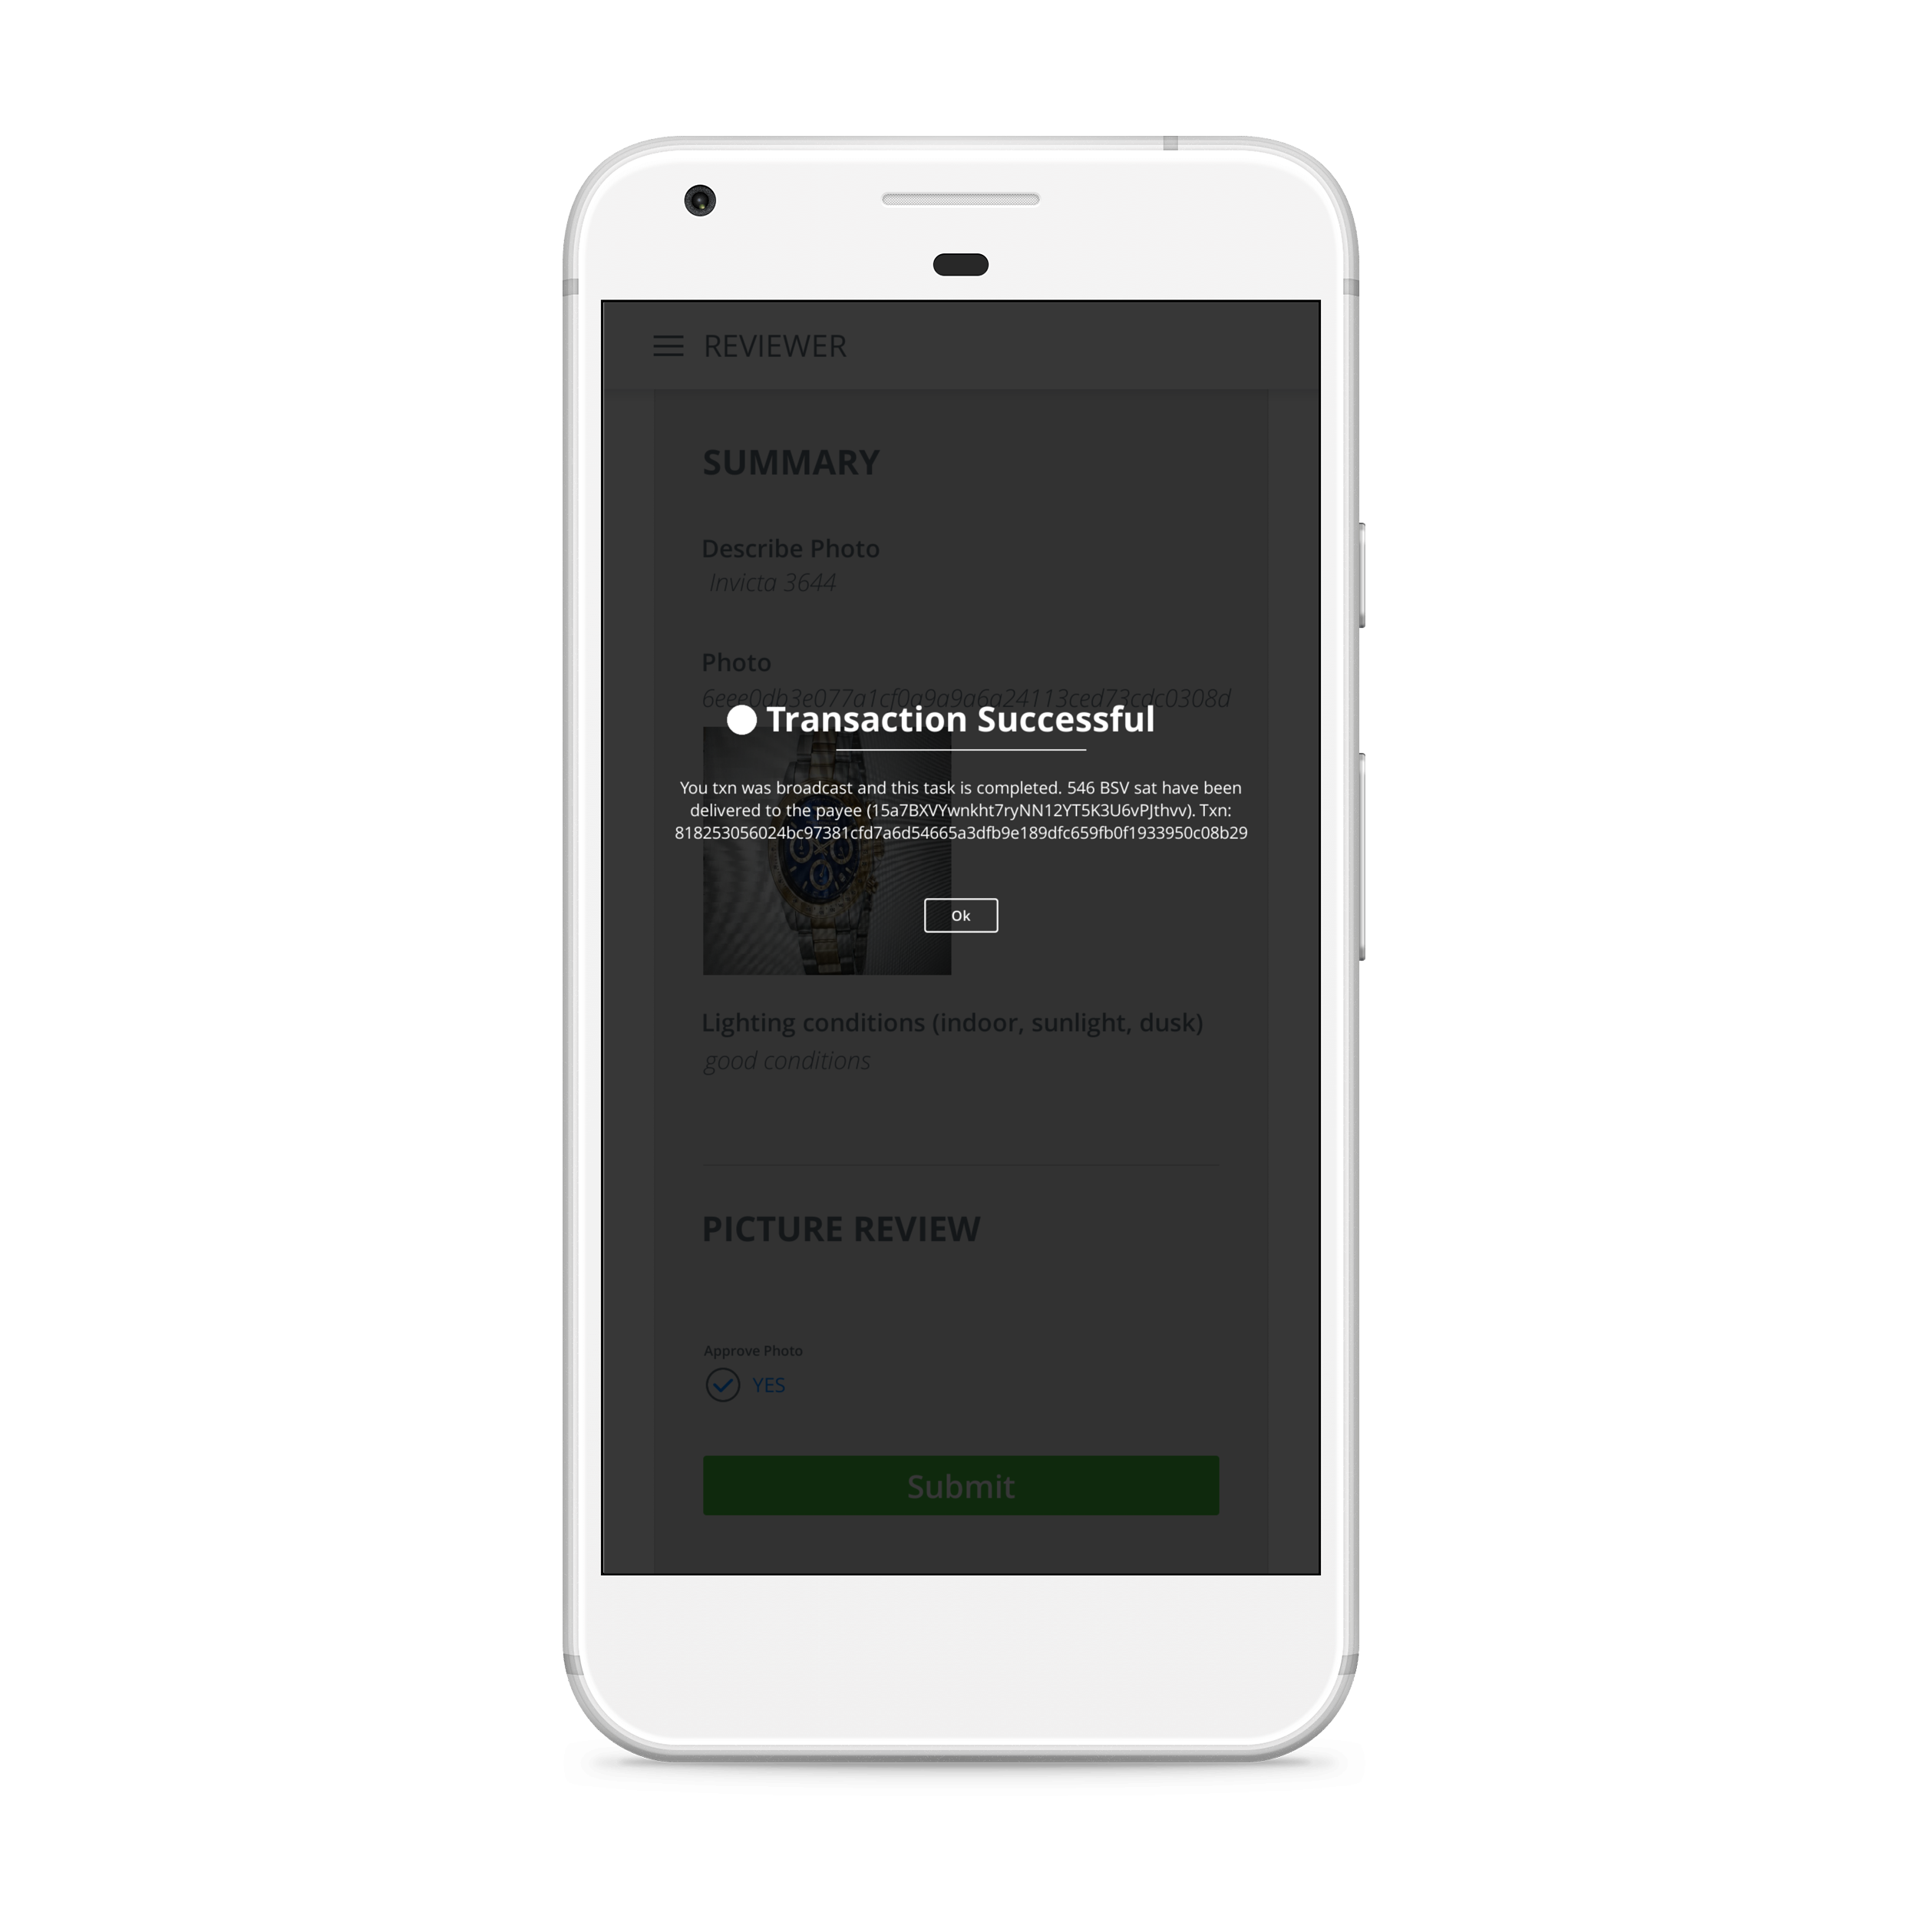 REVIEWER
SUMMARY
Describe Photo
Invicta 3644
Photo
6eee0db3e077a1cf0a9a9a6a24113ced73cdc0308d
Transaction Successful
You txn was broadcast and this task is completed. 546 BSV sat have been
delivered to the payee (15a7BXVYwnkht7ryNN12YT5K3U6vPJthvv). Txn:
818253056024bc97381cfd7a6d54665a3dfb9e189dfc659fb0f1933950c08b29
Ok
Lighting conditions (indoor, sunlight, dusk)
good conditions
PICTURE REVIEW
Approve Photo
YES
Submit